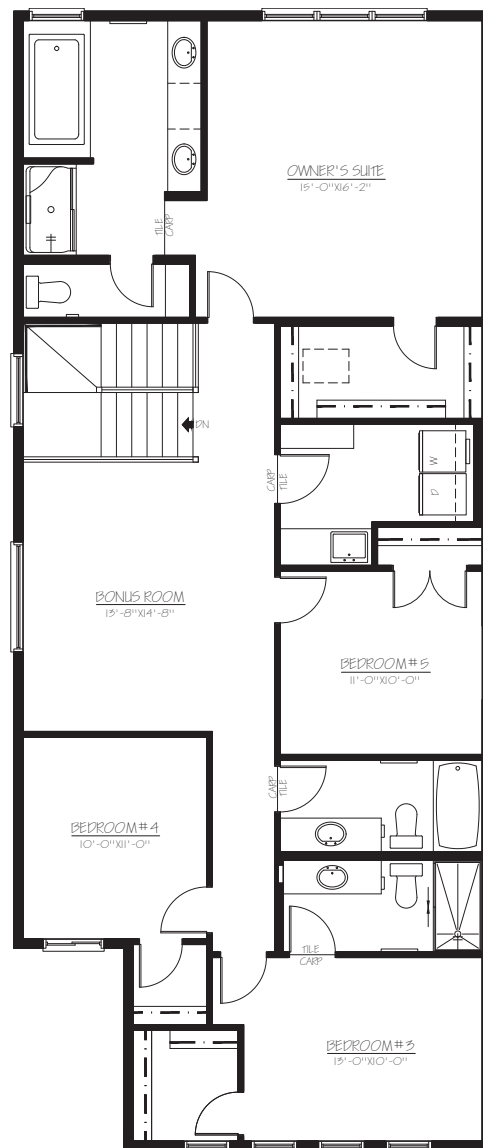 OWNER'S SUITE
15'-0"X16'-2"
TILE
CARP
DN
CARP
TILE
W
D
BONUS ROOM
13'-8"X14'-8"
BEDROOM#5
11'-0"X10'-0"
CARP
TILE
BEDROOM#4
10'-0"X11'-0"
TILE
CARP
BEDROOM#3
13'-0"X10'-0"